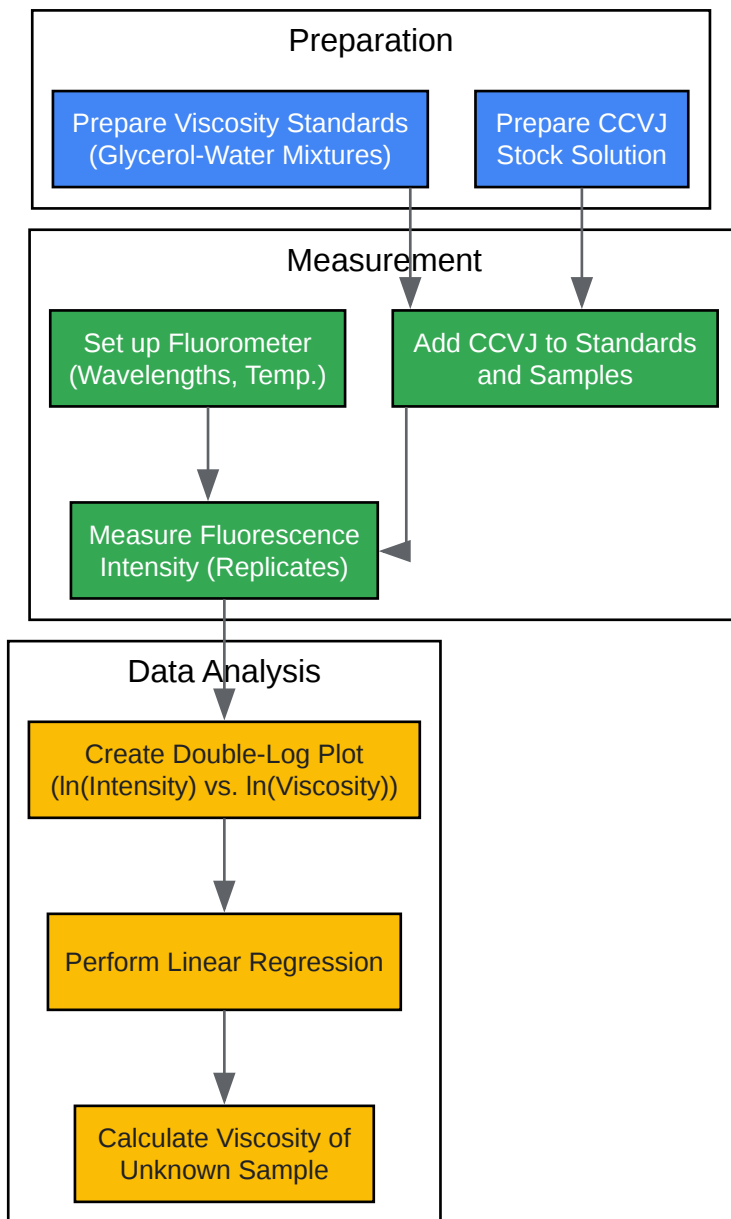 Preparation
Prepare Viscosity Standards
(Glycerol-Water Mixtures)
Prepare CCVJ
Stock Solution
Measurement
Set up Fluorometer
(Wavelengths, Temp.)
Add CCVJ to Standards
and Samples
Measure Fluorescence
Intensity (Replicates)
Data Analysis
Create Double-Log Plot
(ln(Intensity) vs. ln(Viscosity))
Perform Linear Regression
Calculate Viscosity of
Unknown Sample